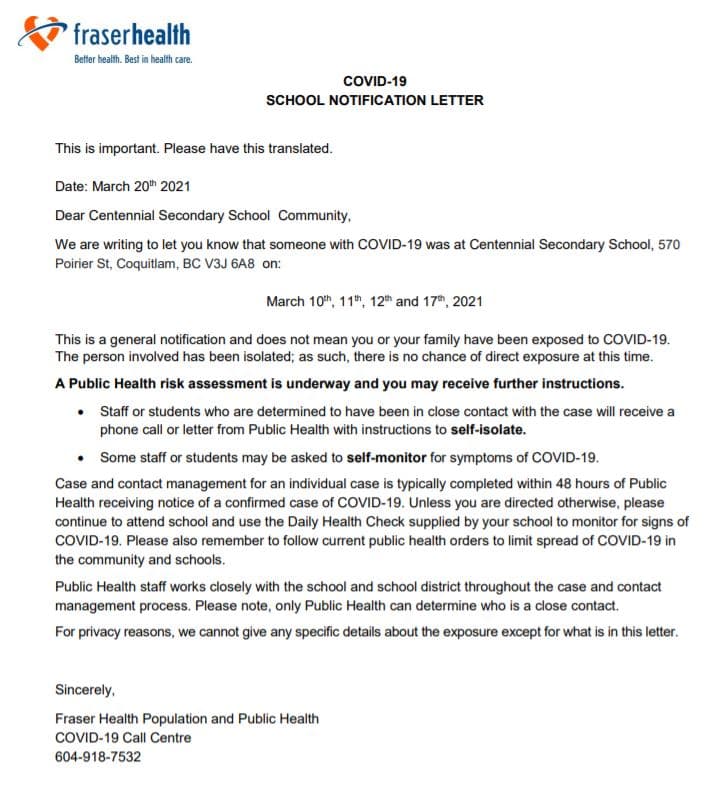 fraserhealth
Better health. Best in health care.
COVID-19
SCHOOL NOTIFICATION LETTER
This is important. Please have this translated.
Date: March 20th 2021
Dear Centennial Secondary School Community,
We are writing to let you know that someone with COVID-19 was at Centennial Secondary School, 570
Poirier St, Coquitlam, BC V3J 6A8 on:
March 10th, 11th, 12th and 17th, 2021
This is a general notification and does not mean you or your family have been exposed to COVID-19.
The person involved has been isolated; as such, there is no chance of direct exposure at this time.
A Public Health risk assessment is underway and you may receive further instructions.
• Staff or students who are determined to have been in close contact with the case will receive a
phone call or letter from Public Health with instructions to self-isolate.
• Some staff or students may be asked to self-monitor for symptoms of COVID-19.
Case and contact management for an individual case is typically completed within 48 hours of Public
Health receiving notice of a confirmed case of COVID-19. Unless you are directed otherwise, please
continue to attend school and use the Daily Health Check supplied by your school to monitor for signs of
COVID-19. Please also remember to follow current public health orders to limit spread of COVID-19 in
the community and schools.
Public Health staff works closely with the school and school district throughout the case and contact
management process. Please note, only Public Health can determine who is a close contact.
For privacy reasons, we cannot give any specific details about the exposure except for what is in this letter.
Sincerely,
Fraser Health Population and Public Health
COVID-19 Call Centre
604-918-7532